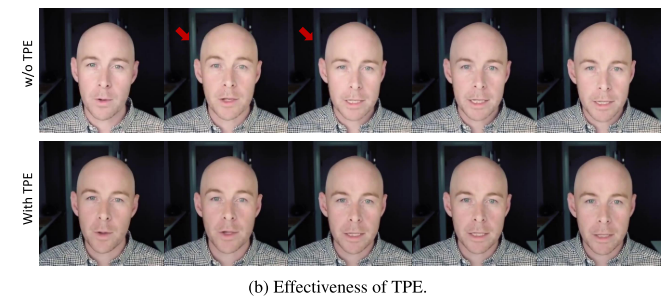 w/o TPE
With TPE
(b) Effectiveness of TPE.